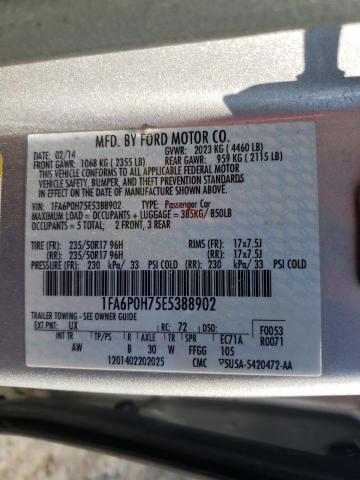 MFD. BY FORD MOTOR CO.
DATE: 02/14 GVWR: 2023 KG ( 4460 LB)
FRONT GAWR: 1068 KG ( 2355 LB) REAR GAWR: 959 KG ( 2115 LB)
THIS VEHICLE CONFORMS TO ALL APPLICABLE FEDERAL MOTOR
VEHICLE SAFETY, BUMPER, AND THEFT PREVENTION STANDARDS IN
EFFECT ON THE DATE OF MANUFACTURE SHOWN ABOVE.
VIN: 1FA6P0H75E5388902 TYPE: Passenger Car
MAXIMUM LOAD = OCCUPANTS + LUGGAGE = 385KG/ 850LB
OCCUPANTS = 5 TOTAL; 2 FRONT, 3 REAR
TIRE (FR): 235/50R17 96H RIMS (FR): 17x7.5J
(RR): 235/50R17 96H (RR): 17x7.5J
PRESSURE (FR): 230 kPa/ 33 PSI COLD (RR): 230 kPa/ 33 PSI COLD
1FA6P0H75E5388902
TRAILER TOWING - SEE OWNER GUIDE
EXT PNT: UX RC: 72 DSO: F0053
INT TR TP/PS R AXLE TR SPR EC71A R0071
AW B 30 W FFGG 105
1201402202025 CMC 5U5A-5420472-AA